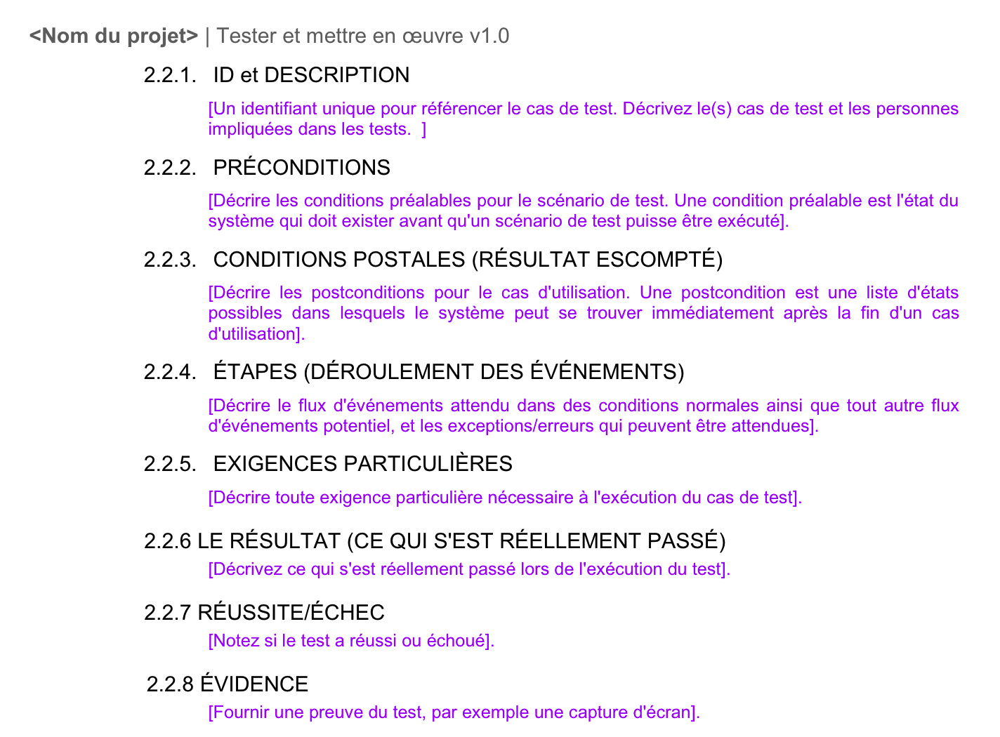 <Nom du projet> | Tester et mettre en œuvre v1.0
2.2.1. ID et DESCRIPTION
[Un identifiant unique pour référencer le cas de test. Décrivez le(s) cas de test et les personnes
impliquées dans les tests.  ]
2.2.2. PRÉCONDITIONS
[Décrire les conditions préalables pour le scénario de test. Une condition préalable est l'état du
système qui doit exister avant qu'un scénario de test puisse être exécuté].
2.2.3. CONDITIONS POSTALES (RÉSULTAT ESCOMPTÉ)
[Décrire les postconditions pour le cas d'utilisation. Une postcondition est une liste d'états
possibles dans lesquels le système peut se trouver immédiatement après la fin d'un cas
d'utilisation].
2.2.4. ÉTAPES (DÉROULEMENT DES ÉVÉNEMENTS)
[Décrire le flux d'événements attendu dans des conditions normales ainsi que tout autre flux
d'événements potentiel, et les exceptions/erreurs qui peuvent être attendues].
2.2.5. EXIGENCES PARTICULIÈRES
[Décrire toute exigence particulière nécessaire à l'exécution du cas de test].
2.2.6 LE RÉSULTAT (CE QUI S'EST RÉELLEMENT PASSÉ)
[Décrivez ce qui s'est réellement passé lors de l'exécution du test].
2.2.7 RÉUSSITE/ÉCHEC
[Notez si le test a réussi ou échoué].
2.2.8 ÉVIDENCE
[Fournir une preuve du test, par exemple une capture d'écran].